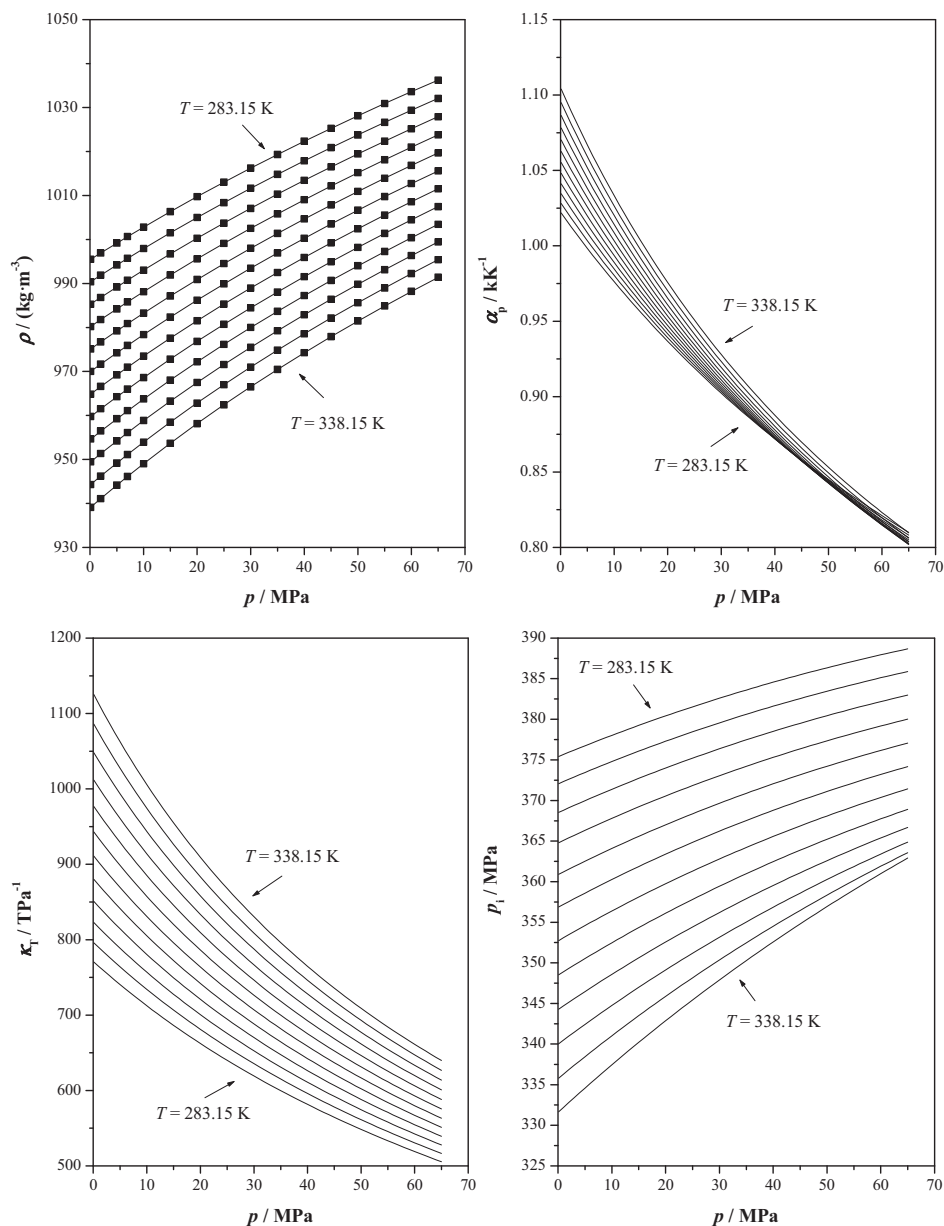 1050
1030
1010
990
970
950
930
ρ / (kg·m⁻³)
T = 283.15 K
T = 338.15 K
0 10 20 30 40 50 60 70
p / MPa
1.15
1.10
1.05
1.00
0.95
0.90
0.85
0.80
αp / kK⁻¹
T = 338.15 K
T = 283.15 K
0 10 20 30 40 50 60 70
p / MPa
1200
1100
1000
900
800
700
600
500
κT / TPa⁻¹
T = 338.15 K
T = 283.15 K
0 10 20 30 40 50 60 70
p / MPa
390
385
380
375
370
365
360
355
350
345
340
335
330
325
pi / MPa
T = 283.15 K
T = 338.15 K
0 10 20 30 40 50 60 70
p / MPa